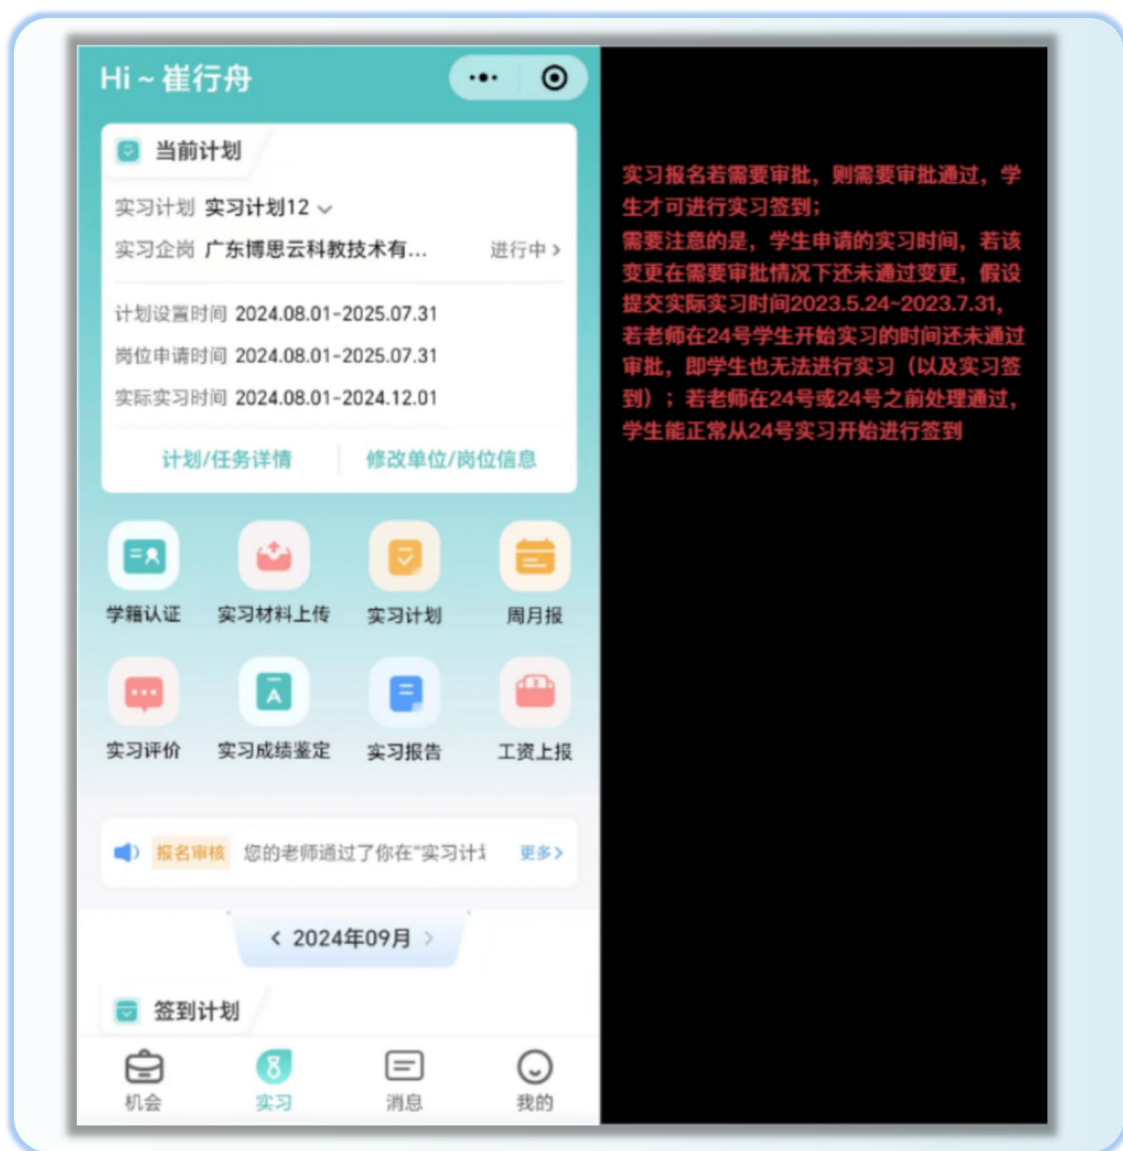 Hi ~ 崔行舟
当前计划
实习计划 实习计划12
实习企岗 广东博思云科教技术有... 进行中 >
计划设置时间 2024.08.01-2025.07.31
岗位申请时间 2024.08.01-2025.07.31
实际实习时间 2024.08.01-2024.12.01
计划/任务详情 修改单位/岗位信息
学籍认证 实习材料上传 实习计划 周月报
实习评价 实习成绩鉴定 实习报告 工资上报
报名审核 您的老师通过了你在"实习计划 更多 >
< 2024年09月 >
签到计划
机会 实习 消息 我的
实习报名若需要审批，则需要审批通过，学
生才可进行实习签到；
需要注意的是，学生申请的实习时间，若该
变更在需要审批情况下还未通过变更，假设
提交实际实习时间2023.5.24~2023.7.31，
若老师在24号学生开始实习的时间还未通过
审批，即学生也无法进行实习（以及实习签
到）；若老师在24号或24号之前处理通过，
学生能正常从24号实习开始进行签到